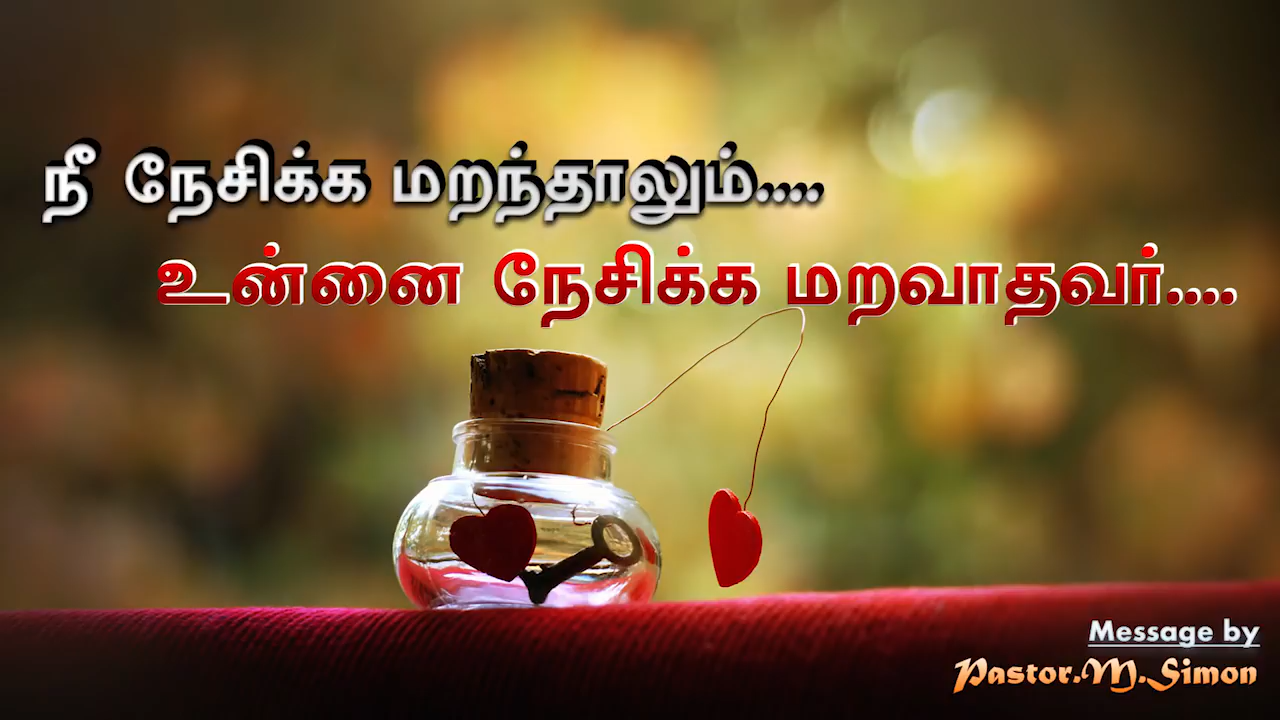 நீ நேசிக்க மறந்தாலும்....
உன்னை நேசிக்க மறவாதவர்....
Message by
Pastor.M.Simon